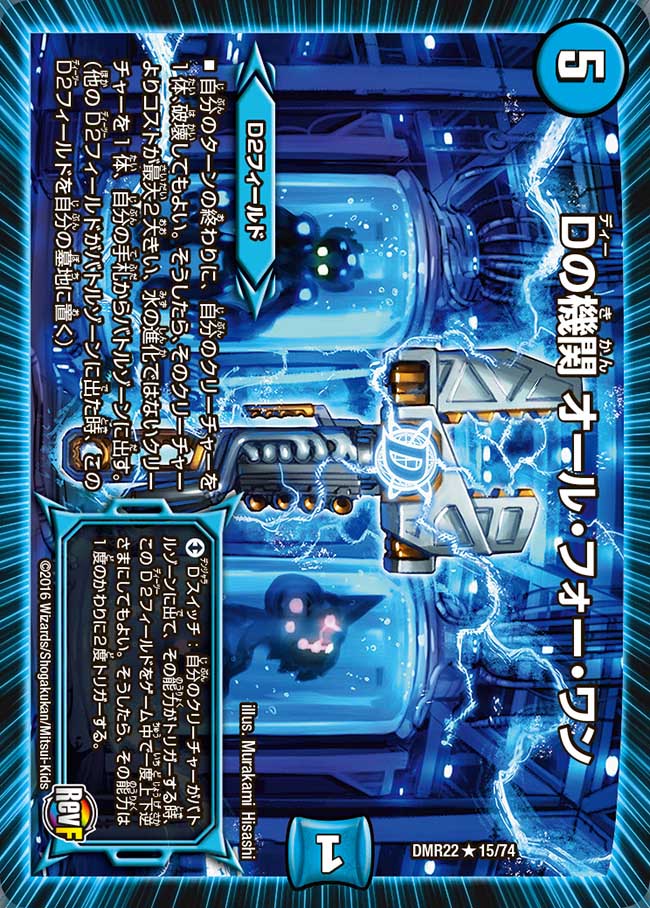 5
ディー きかん
Dの機関 オール・フォー・ワン
D2フィールド
■ 自分のターンの終わりに、自分のクリーチャーを
1体、破壊してもよい。そうしたら、そのクリーチャー
よりコストが最大2大きい、水の進化ではないクリー
チャーを1体、自分の手札からバトルゾーンに出す。
(他のD2フィールドがバトルゾーンに出た時、この
D2フィールドを自分の墓地に置く)
Dスイッチ:自分のクリーチャーがバト
ルゾーンに出て、その能力がトリガーする時
このD2フィールドをゲーム中で一度上下逆
さまにしてもよい。そうしたら、その能力は
1度のかわりに2度トリガーする。
illus. Murakami Hisashi
©2016 Wizards/Shogakukan/Mitsui-Kids
RevF
1
DMR22 ★ 15/74